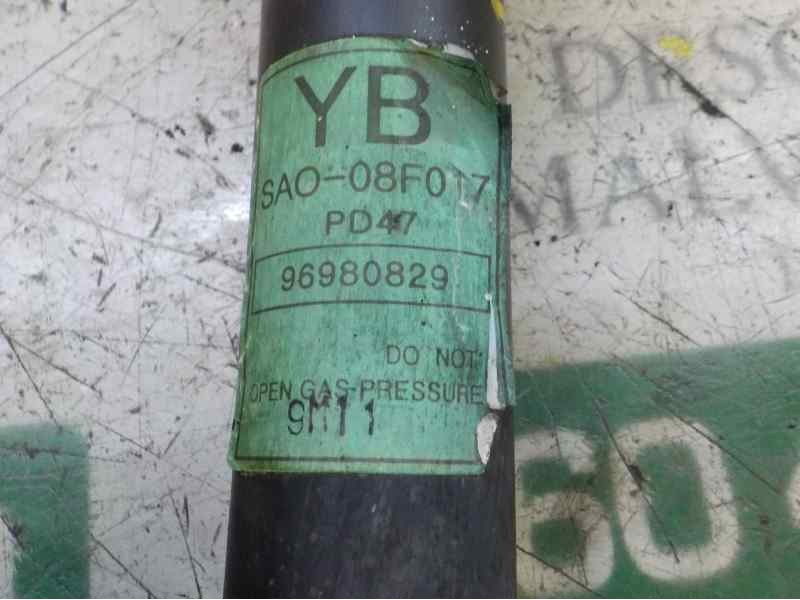 YB
SAO-08F017
PD47
96980829
DO NOT
OPEN GAS-PRESSURE
9M11